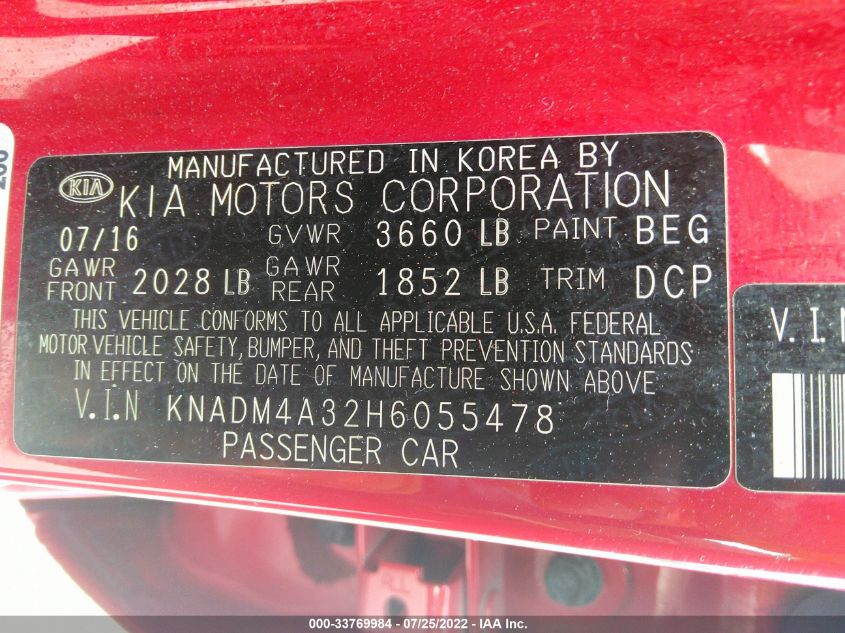 MANUFACTURED IN KOREA BY
KIA
KIA MOTORS CORPORATION
07/16 GVWR 3660 LB PAINT BEG
GAWR FRONT 2028 LB GAWR REAR 1852 LB TRIM DCP
THIS VEHICLE CONFORMS TO ALL APPLICABLE U.S.A. FEDERAL
MOTOR VEHICLE SAFETY, BUMPER, AND THEFT PREVENTION STANDARDS
IN EFFECT ON THE DATE OF MANUFACTURE SHOWN ABOVE
V.I.N KNADM4A32H6055478
PASSENGER CAR
V.I.N
000-33769984 - 07/25/2022 - IAA Inc.